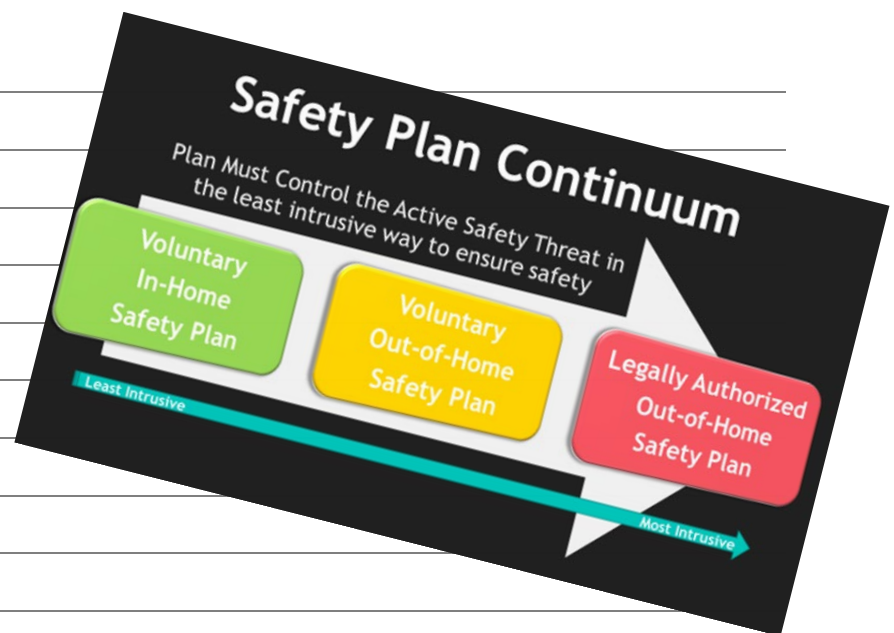 Safety Plan Continuum
Plan Must Control the Active Safety Threat in
the least intrusive way to ensure safety
Voluntary
In-Home
Safety Plan
Voluntary
Out-of-Home
Safety Plan
Legally Authorized
Out-of-Home
Safety Plan
Least Intrusive
Most Intrusive